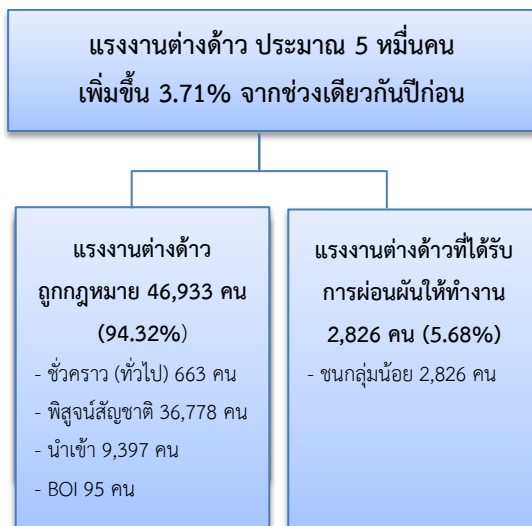 แรงงานต่างด้าว ประมาณ 5 หมื่นคน
เพิ่มขึ้น 3.71% จากช่วงเดียวกันปีก่อน
แรงงานต่างด้าว
ถูกกฎหมาย 46,933 คน
(94.32%)
- ชั่วคราว (ทั่วไป) 663 คน
- พิสูจน์สัญชาติ 36,778 คน
- นำเข้า 9,397 คน
- BOI 95 คน
แรงงานต่างด้าวที่ได้รับ
การผ่อนผันให้ทำงาน
2,826 คน (5.68%)
- ชนกลุ่มน้อย 2,826 คน